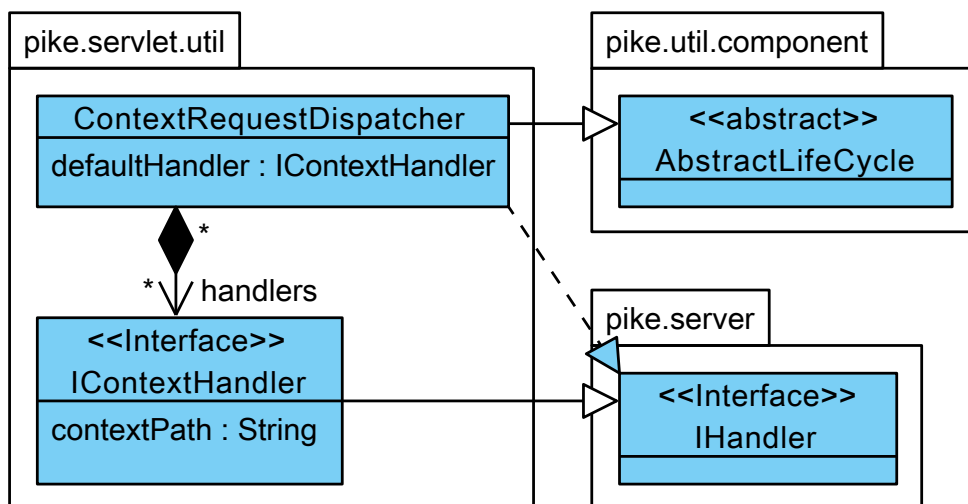 pike.servlet.util
ContextRequestDispatcher
defaultHandler : IContextHandler
*
* handlers
<<Interface>>
IContextHandler
contextPath : String
pike.util.component
<<abstract>>
AbstractLifeCycle
pike.server
<<Interface>>
IHandler